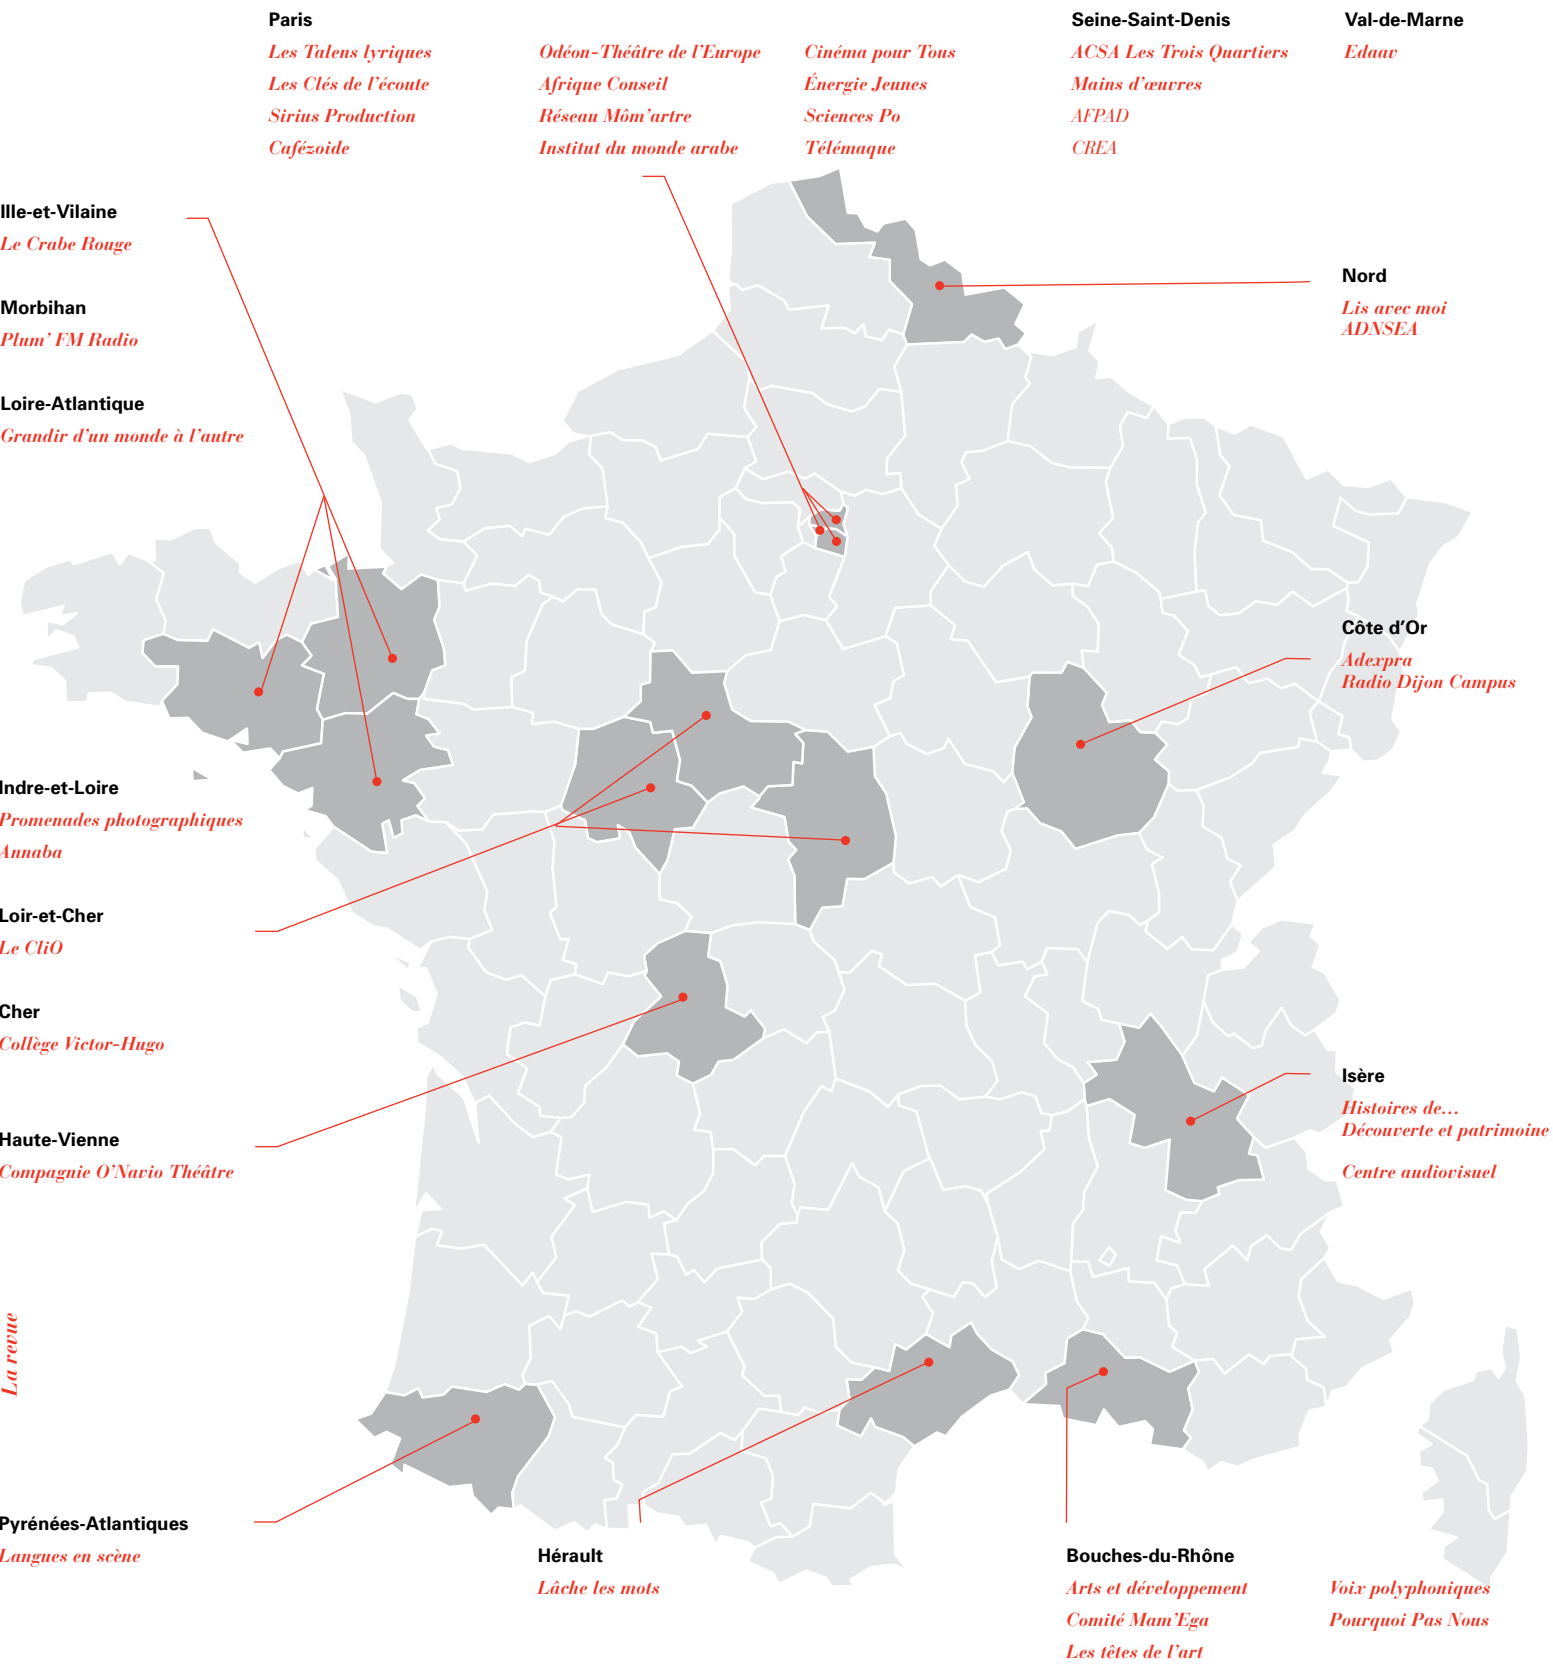 Paris
Les Talens lyriques
Les Clés de l'écoute
Sirius Production
Cafézoide
Odéon-Théâtre de l'Europe
Afrique Conseil
Réseau Môm'artre
Institut du monde arabe
Cinéma pour Tous
Énergie Jeunes
Sciences Po
Télémaque
Seine-Saint-Denis
ACSA Les Trois Quartiers
Mains d'œuvres
AFPAD
CREA
Val-de-Marne
Edaav
Ille-et-Vilaine
Le Crabe Rouge
Morbihan
Plum' FM Radio
Loire-Atlantique
Grandir d'un monde à l'autre
Nord
Lis avec moi
ADNSEA
Côte d'Or
Adexpra
Radio Dijon Campus
Indre-et-Loire
Promenades photographiques
Annaba
Loir-et-Cher
Le CliO
Cher
Collège Victor-Hugo
Haute-Vienne
Compagnie O'Navio Théâtre
Isère
Histoires de…
Découverte et patrimoine
Centre audiovisuel
La revue
Pyrénées-Atlantiques
Langues en scène
Hérault
Lâche les mots
Bouches-du-Rhône
Arts et développement
Comité Mam'Ega
Les têtes de l'art
Voix polyphoniques
Pourquoi Pas Nous